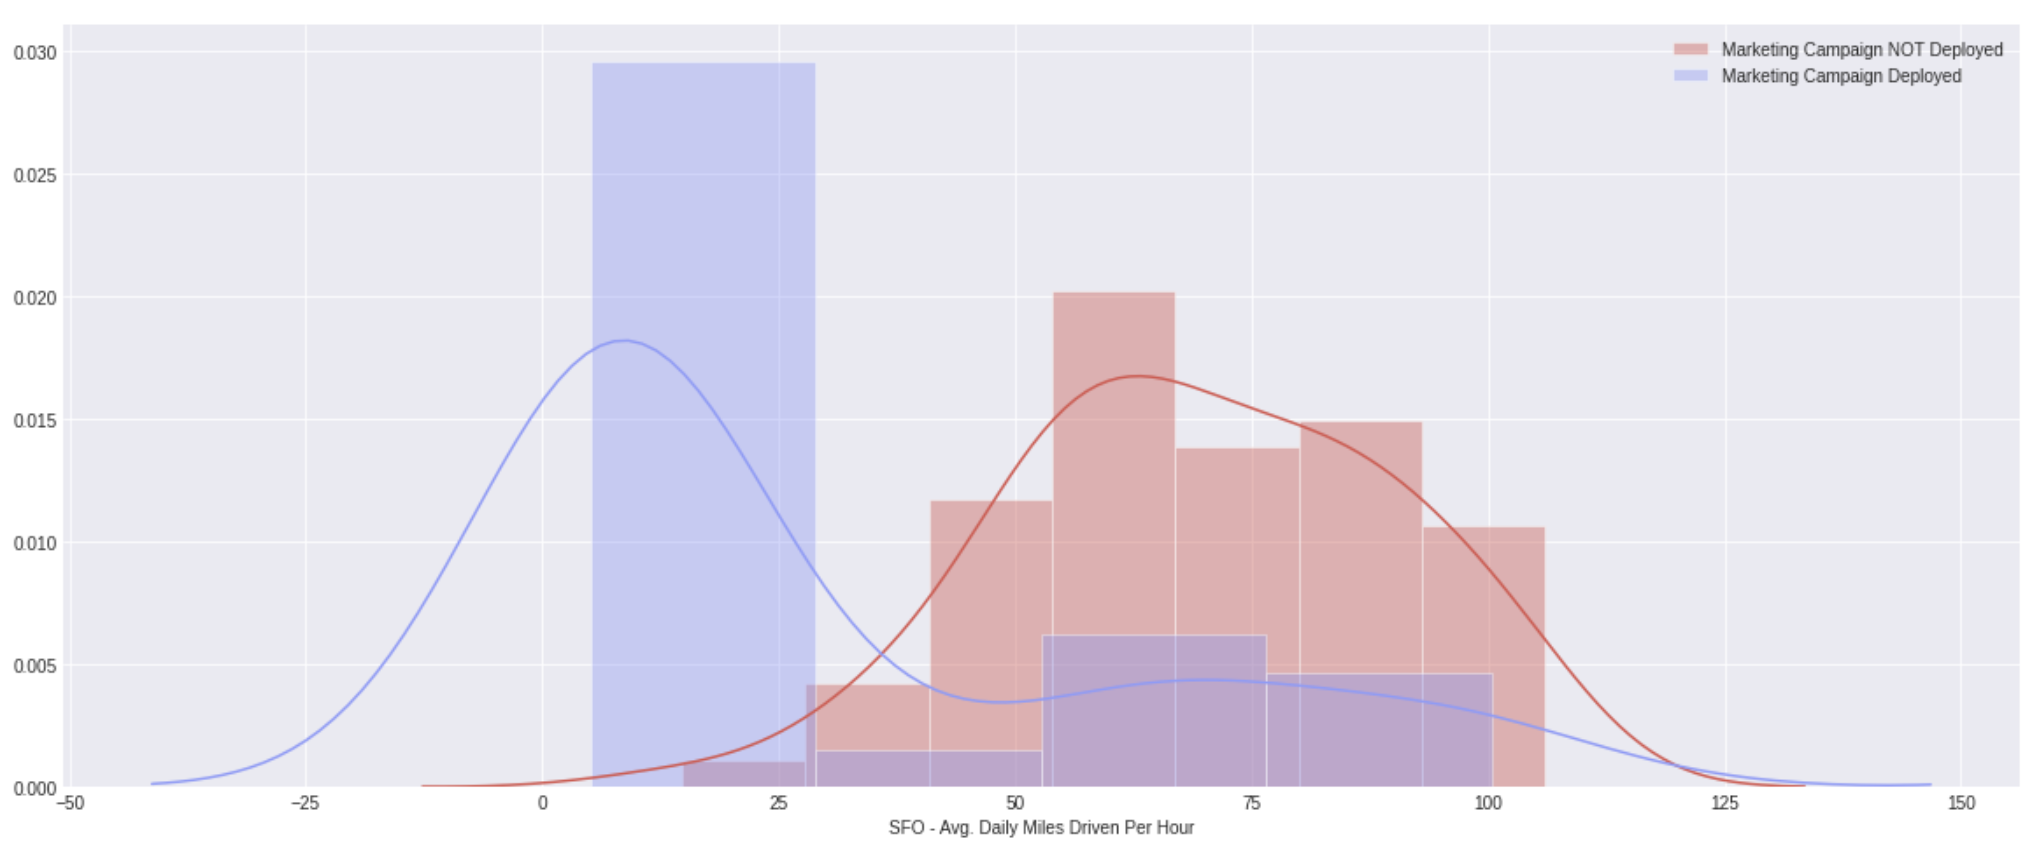 0.030
0.025
0.020
0.015
0.010
0.005
0.000
Marketing Campaign NOT Deployed
Marketing Campaign Deployed
−50 −25 0 25 50 75 100 125 150
SFO - Avg. Daily Miles Driven Per Hour